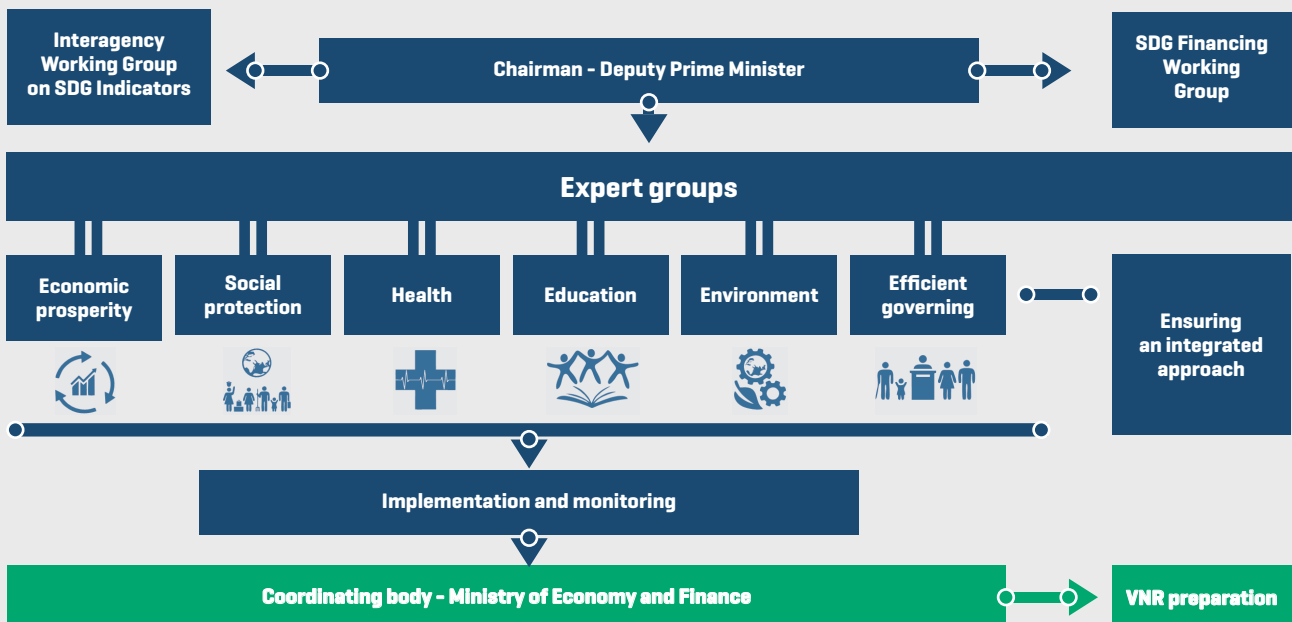 Interagency
Working Group
on SDG Indicators
Chairman - Deputy Prime Minister
SDG Financing
Working
Group
Expert groups
Economic
prosperity
Social
protection
Health
Education
Environment
Efficient
governing
Ensuring
an integrated
approach
Implementation and monitoring
Coordinating body - Ministry of Economy and Finance
VNR preparation